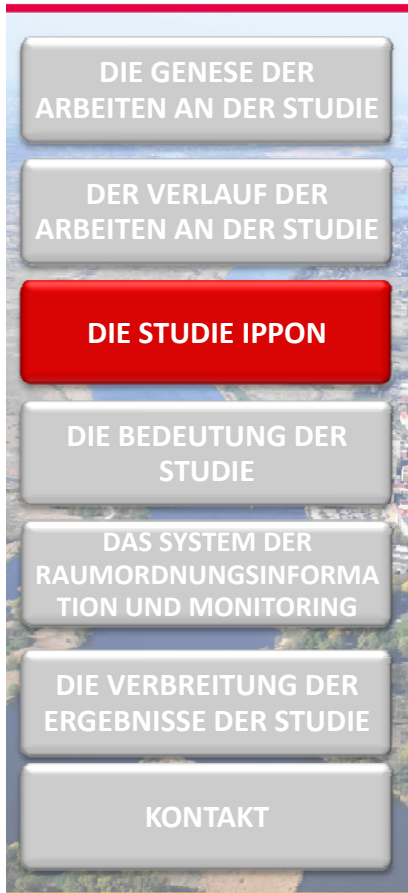 DIE GENESE DER
ARBEITEN AN DER STUDIE
DER VERLAUF DER
ARBEITEN AN DER STUDIE
DIE STUDIE IPPON
DIE BEDEUTUNG DER
STUDIE
DAS SYSTEM DER
RAUMORDNUNGSINFORMA
TION UND MONITORING
DIE VERBREITUNG DER
ERGEBNISSE DER STUDIE
KONTAKT